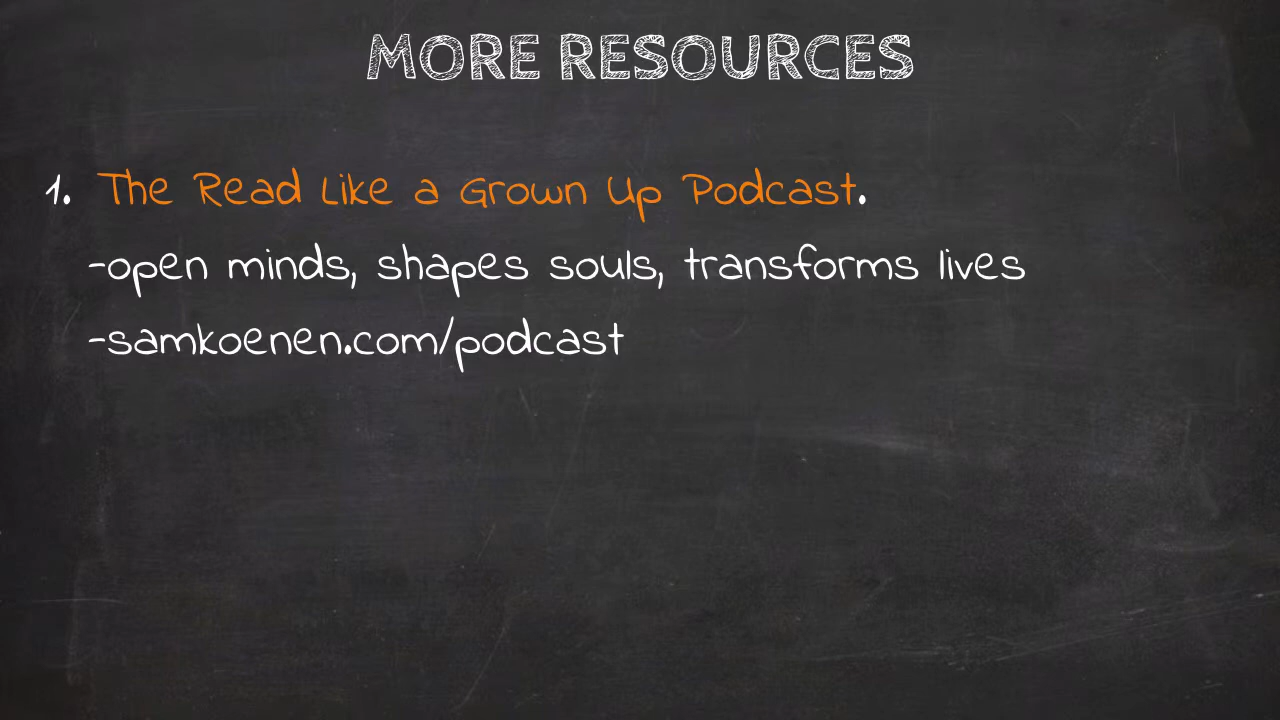 MORE RESOURCES
1. The Read Like a Grown Up Podcast.
-open minds, shapes souls, transforms lives
-samkoenen.com/podcast